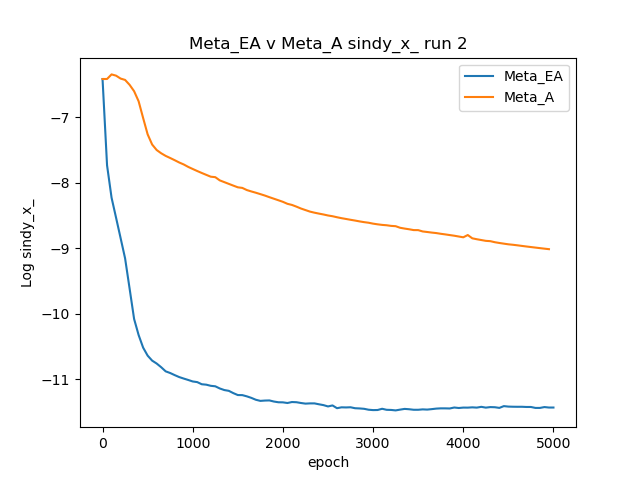 Meta_EA v Meta_A sindy_x_ run 2
Meta_EA
Meta_A
Log sindy_x_
−7
−8
−9
−10
−11
0
1000
2000
3000
4000
5000
epoch